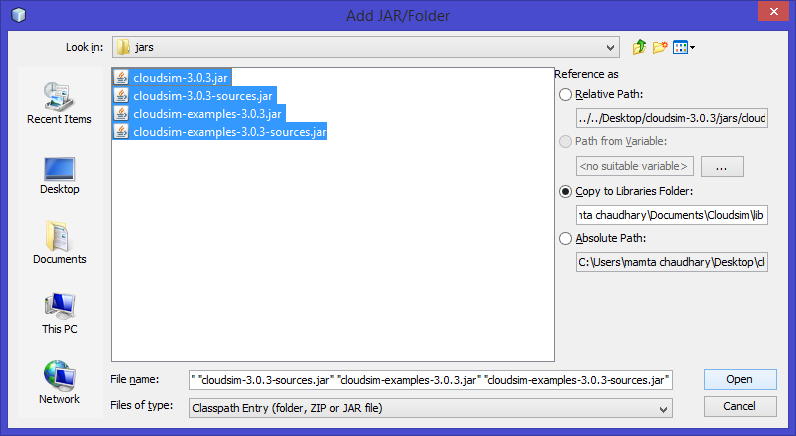 Add JAR/Folder
Look in:
jars
Recent Items
Desktop
Documents
This PC
Network
cloudsim-3.0.3.jar
cloudsim-3.0.3-sources.jar
cloudsim-examples-3.0.3.jar
cloudsim-examples-3.0.3-sources.jar
Reference as
Relative Path:
../../Desktop/cloudsim-3.0.3/jars/cloud
Path from Variable:
<no suitable variable>
...
Copy to Libraries Folder:
nta chaudhary\Documents\Cloudsim\lib
Absolute Path:
C:\Users\mamta chaudhary\Desktop\cl
File name:
" "cloudsim-3.0.3-sources.jar" "cloudsim-examples-3.0.3.jar" "cloudsim-examples-3.0.3-sources.jar"
Open
Files of type:
Classpath Entry (folder, ZIP or JAR file)
Cancel